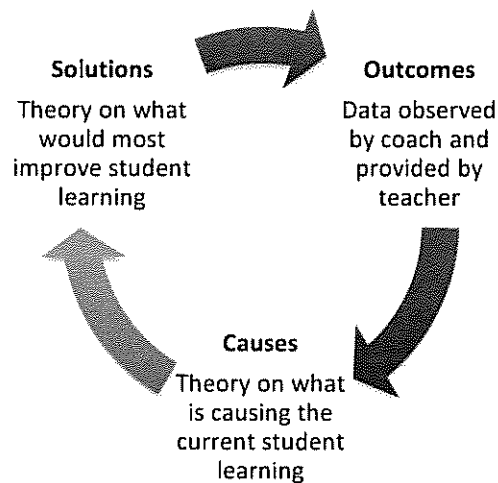 Solutions
Theory on what
would most
improve student
learning
Outcomes
Data observed
by coach and
provided by
teacher
Causes
Theory on what
is causing the
current student
learning